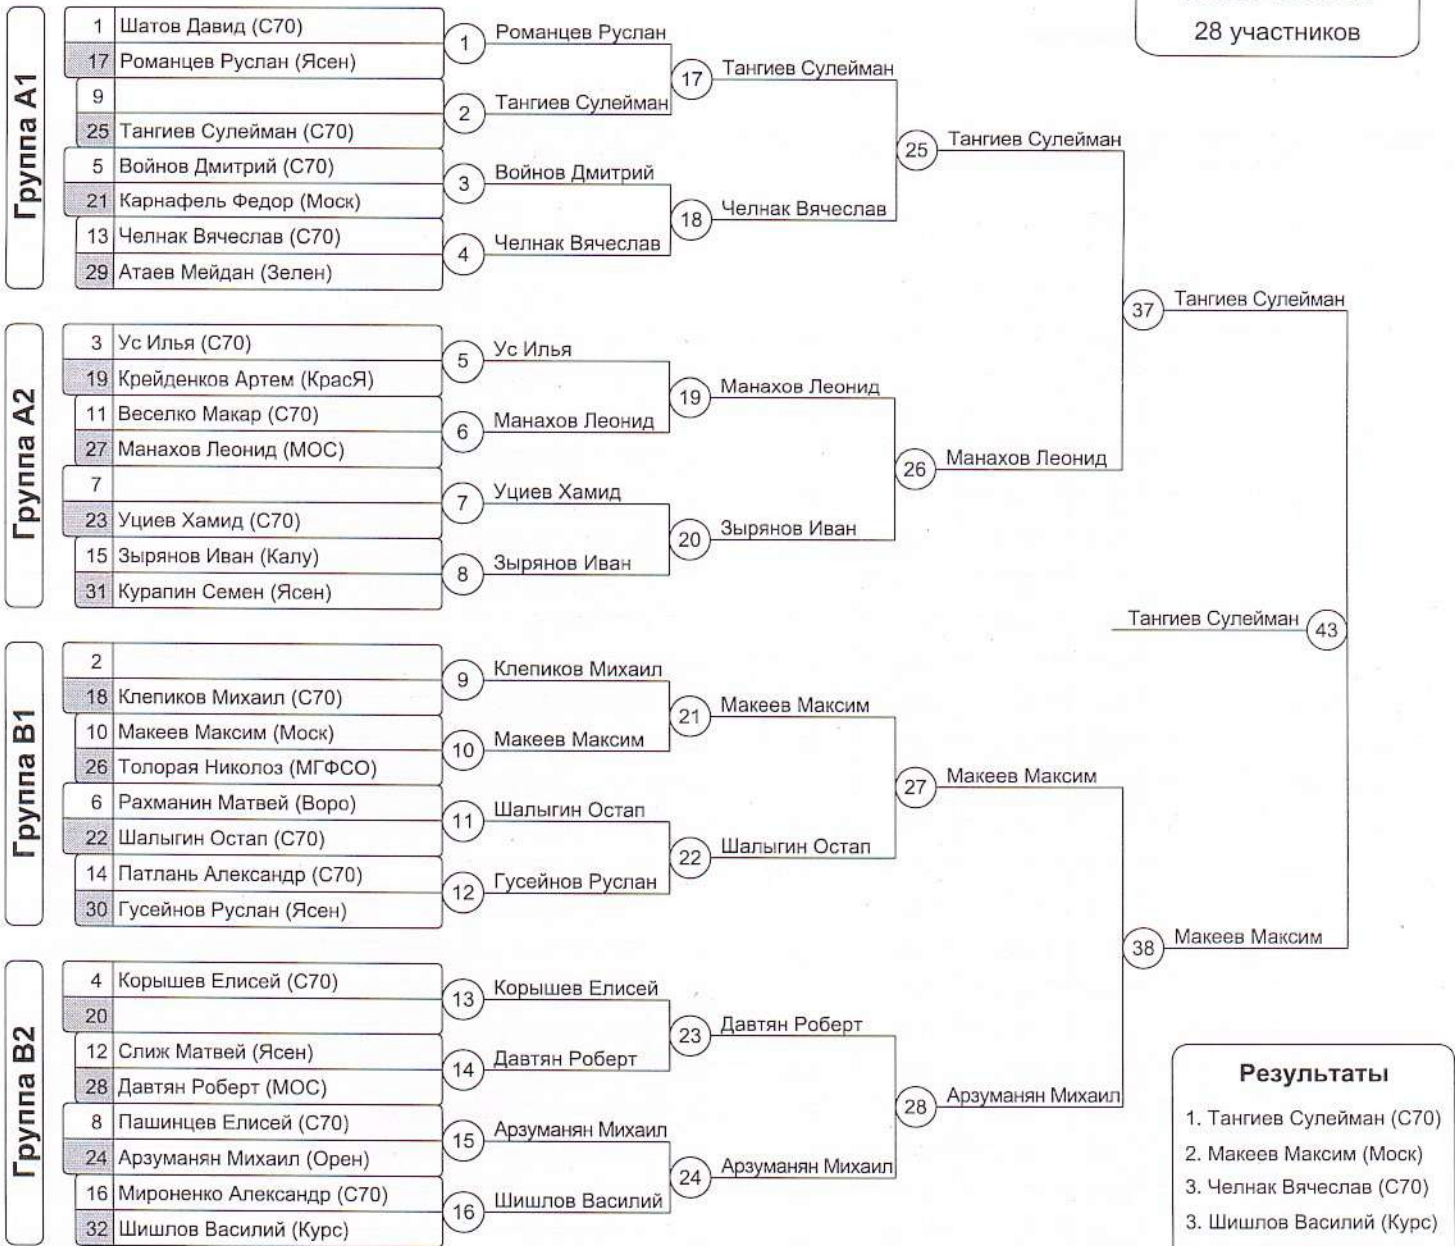 28 участников
Группа А1
1 Шатов Давид (С70)
17 Романцев Руслан (Ясен)
9
25 Тангиев Сулейман (С70)
5 Войнов Дмитрий (С70)
21 Карнафель Федор (Моск)
13 Челнак Вячеслав (С70)
29 Атаев Мейдан (Зелен)
1 Романцев Руслан
2 Тангиев Сулейман
3 Войнов Дмитрий
4 Челнак Вячеслав
17 Тангиев Сулейман
18 Челнак Вячеслав
25 Тангиев Сулейман
Группа А2
3 Ус Илья (С70)
19 Крейденков Артем (КрасЯ)
11 Веселко Макар (С70)
27 Манахов Леонид (МОС)
7
23 Уциев Хамид (С70)
15 Зырянов Иван (Калу)
31 Курапин Семен (Ясен)
5 Ус Илья
6 Манахов Леонид
7 Уциев Хамид
8 Зырянов Иван
19 Манахов Леонид
20 Зырянов Иван
26 Манахов Леонид
37 Тангиев Сулейман
Тангиев Сулейман 43
Группа В1
2
18 Клепиков Михаил (С70)
10 Макеев Максим (Моск)
26 Толорая Николоз (МГФСО)
6 Рахманин Матвей (Воро)
22 Шалыгин Остап (С70)
14 Патлань Александр (С70)
30 Гусейнов Руслан (Ясен)
9 Клепиков Михаил
10 Макеев Максим
11 Шалыгин Остап
12 Гусейнов Руслан
21 Макеев Максим
22 Шалыгин Остап
27 Макеев Максим
Группа В2
4 Корышев Елисей (С70)
20
12 Слиж Матвей (Ясен)
28 Давтян Роберт (МОС)
8 Пашинцев Елисей (С70)
24 Арзуманян Михаил (Орен)
16 Мироненко Александр (С70)
32 Шишлов Василий (Курс)
13 Корышев Елисей
14 Давтян Роберт
15 Арзуманян Михаил
16 Шишлов Василий
23 Давтян Роберт
24 Арзуманян Михаил
28 Арзуманян Михаил
38 Макеев Максим
Результаты
1. Тангиев Сулейман (С70)
2. Макеев Максим (Моск)
3. Челнак Вячеслав (С70)
3. Шишлов Василий (Курс)